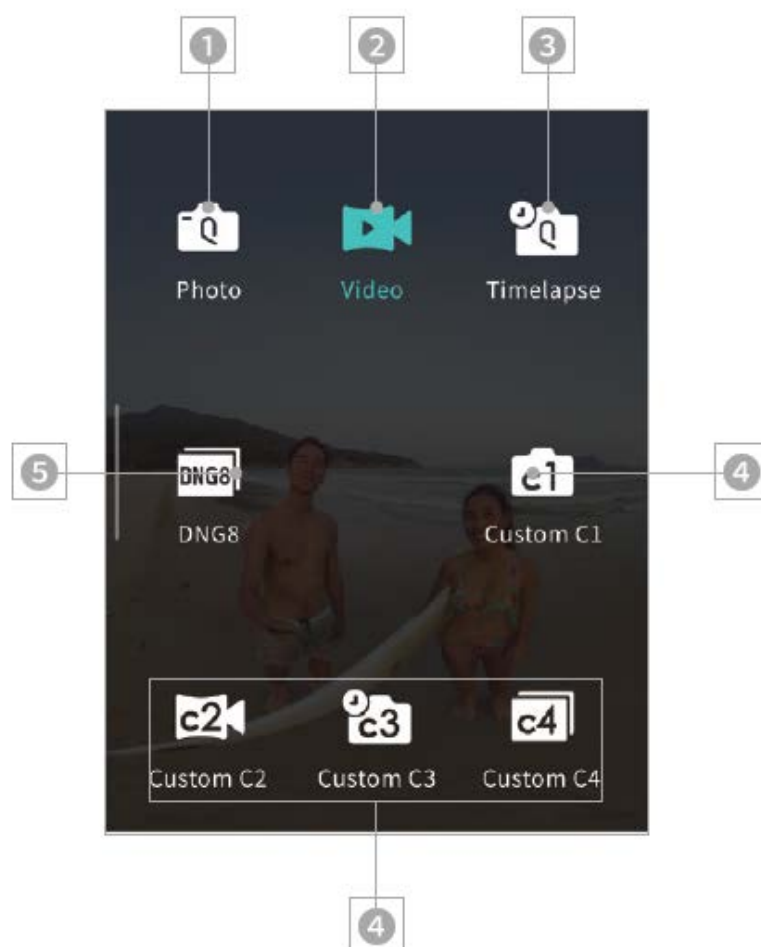 1 2 3
Q Q
Photo Video Timelapse
5 DNG8 c1 4
DNG8 Custom C1
c2 c3 c4
Custom C2 Custom C3 Custom C4
4